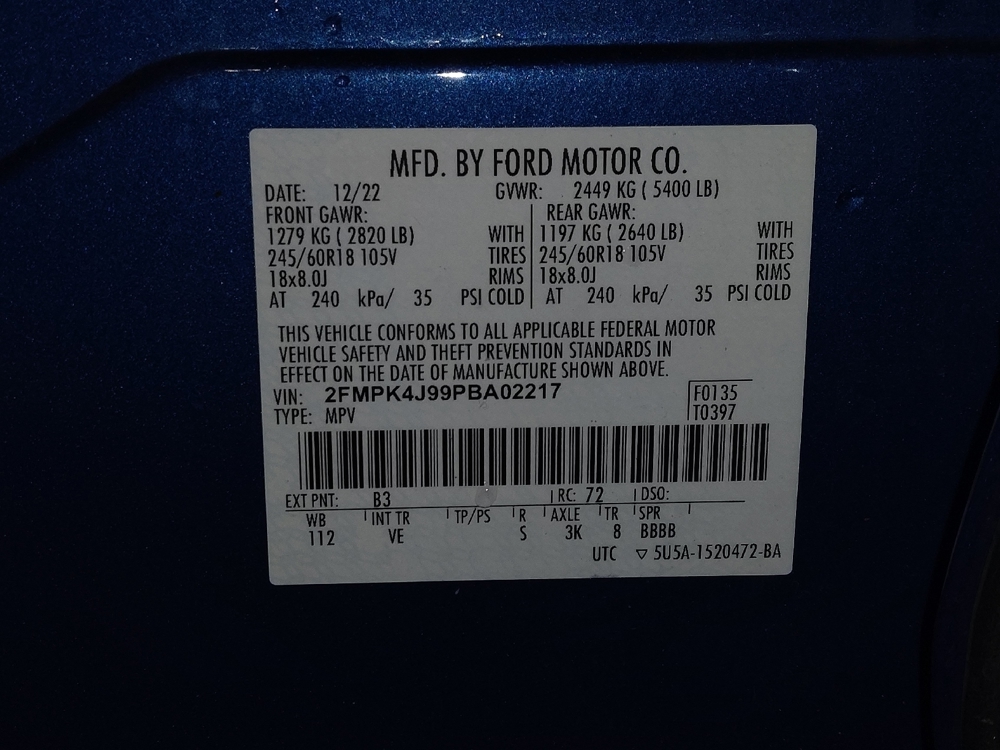 MFD. BY FORD MOTOR CO.
DATE: 12/22 GVWR: 2449 KG ( 5400 LB)
FRONT GAWR: REAR GAWR:
1279 KG ( 2820 LB) WITH 1197 KG ( 2640 LB) WITH
245/60R18 105V TIRES 245/60R18 105V TIRES
18x8.0J RIMS 18x8.0J RIMS
AT 240 kPa/ 35 PSI COLD AT 240 kPa/ 35 PSI COLD
THIS VEHICLE CONFORMS TO ALL APPLICABLE FEDERAL MOTOR
VEHICLE SAFETY AND THEFT PREVENTION STANDARDS IN
EFFECT ON THE DATE OF MANUFACTURE SHOWN ABOVE.
VIN: 2FMPK4J99PBA02217 F0135
TYPE: MPV T0397
EXT PNT: B3 RC: 72 DSO:
WB INT TR TP/PS R AXLE TR SPR
112 VE S 3K 8 BBBB
UTC ▽ 5U5A-1520472-BA